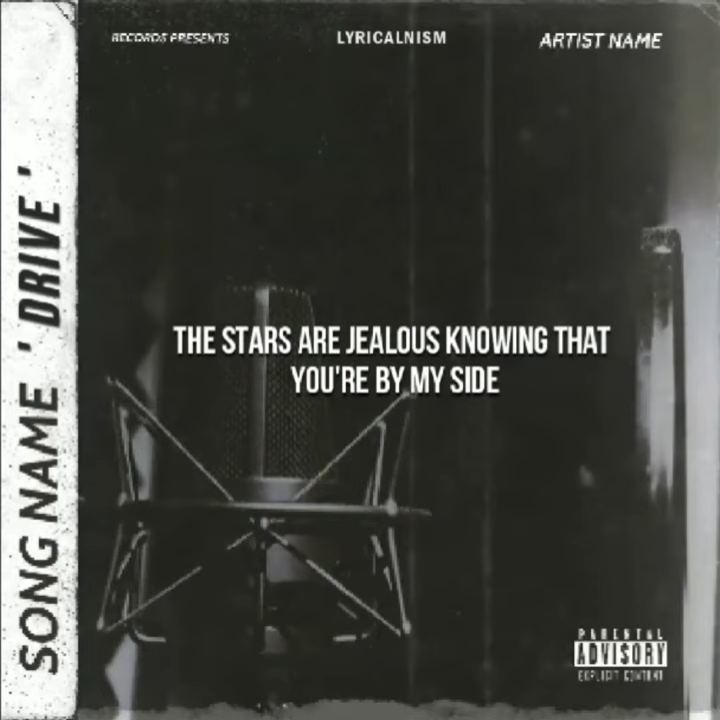 RECORDS PRESENTS
LYRICALNISM
ARTIST NAME
SONG NAME ' DRIVE '
THE STARS ARE JEALOUS KNOWING THAT
YOU'RE BY MY SIDE
PARENTAL
ADVISORY
EXPLICIT CONTENT